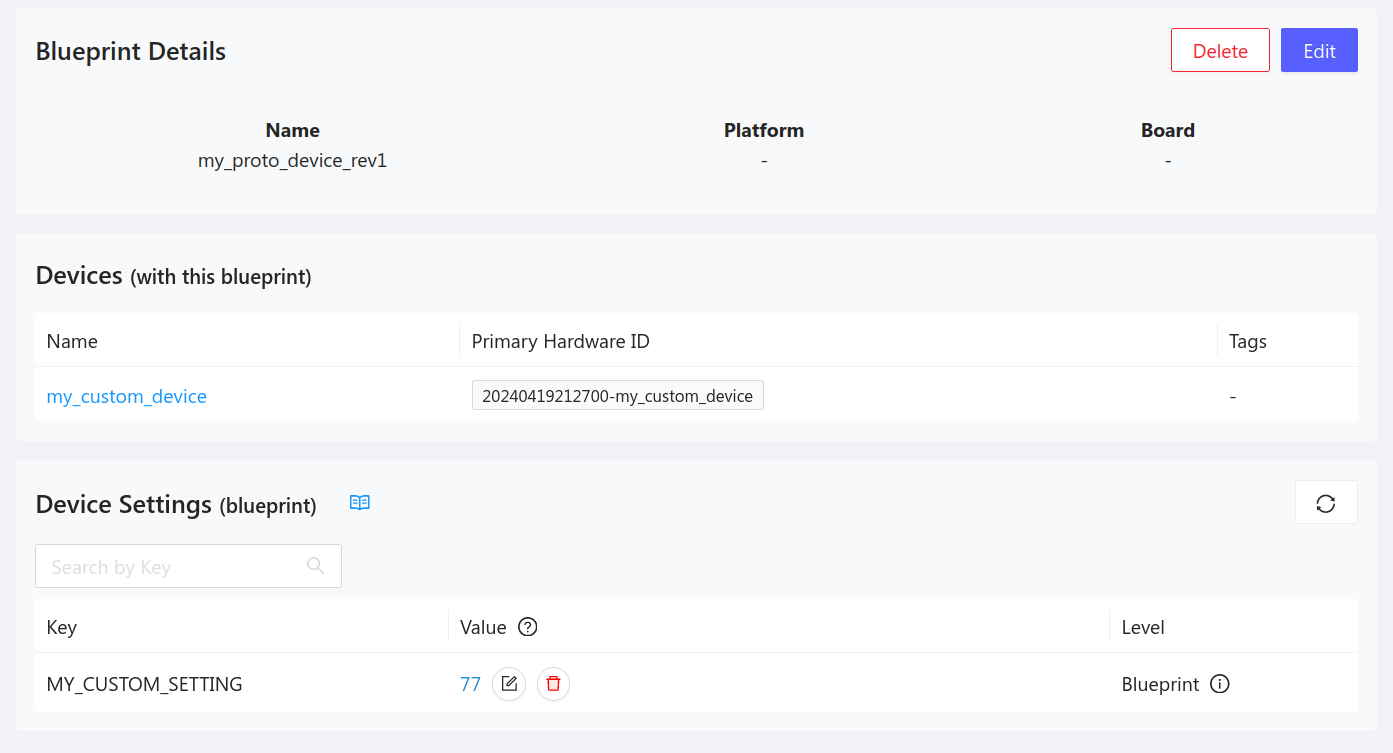 Blueprint Details
Delete
Edit
Name
Platform
Board
my_proto_device_rev1
-
-
Devices (with this blueprint)
Name
Primary Hardware ID
Tags
my_custom_device
20240419212700-my_custom_device
-
Device Settings (blueprint)
Search by Key
Key
Value
Level
MY_CUSTOM_SETTING
77
Blueprint